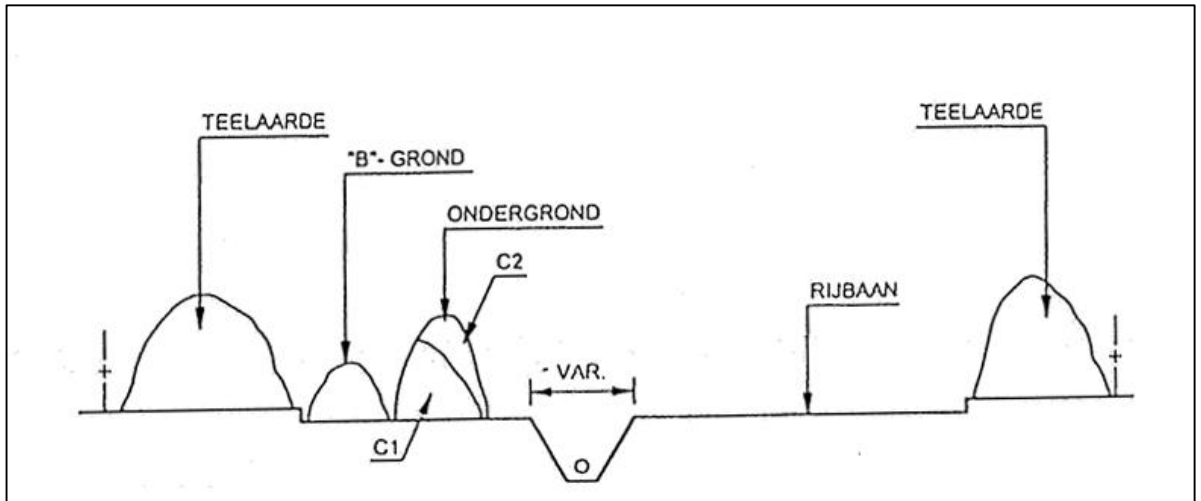 TEELAARDE
TEELAARDE
"B"- GROND
ONDERGROND
C2
RIJBAAN
VAR.
C1
O